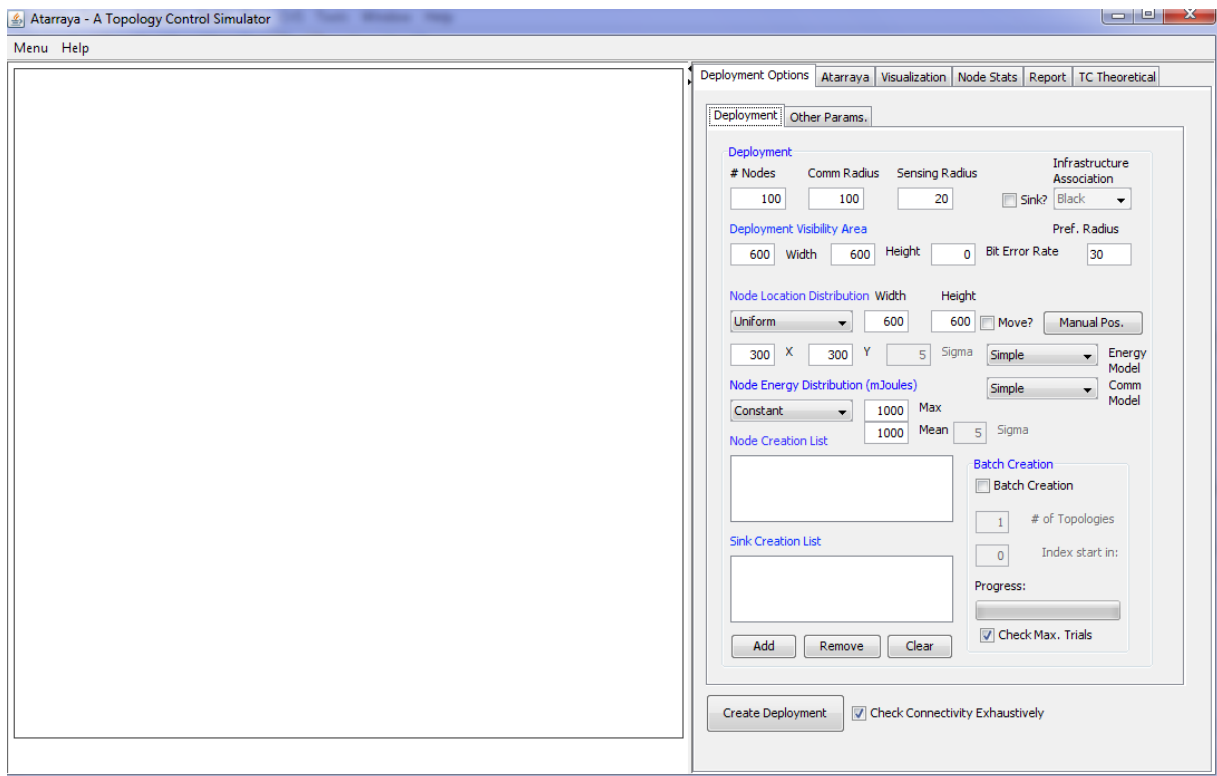 Atarraya - A Topology Control Simulator
Menu Help
Deployment Options Atarraya Visualization Node Stats Report TC Theoretical
Deployment Other Params.
Deployment
Infrastructure
Association
# Nodes Comm Radius Sensing Radius
100 100 20 Sink? Black
Deployment Visibility Area Pref. Radius
600 Width 600 Height 0 Bit Error Rate 30
Node Location Distribution Width Height
Uniform 600 600 Move? Manual Pos.
300 X 300 Y 5 Sigma Simple Energy
Model
Node Energy Distribution (mJoules) Simple Comm
Model
Constant 1000 Max
1000 Mean 5 Sigma
Node Creation List
Batch Creation
Batch Creation
1 # of Topologies
Sink Creation List
0 Index start in:
Progress:
Check Max. Trials
Add Remove Clear
Create Deployment Check Connectivity Exhaustively